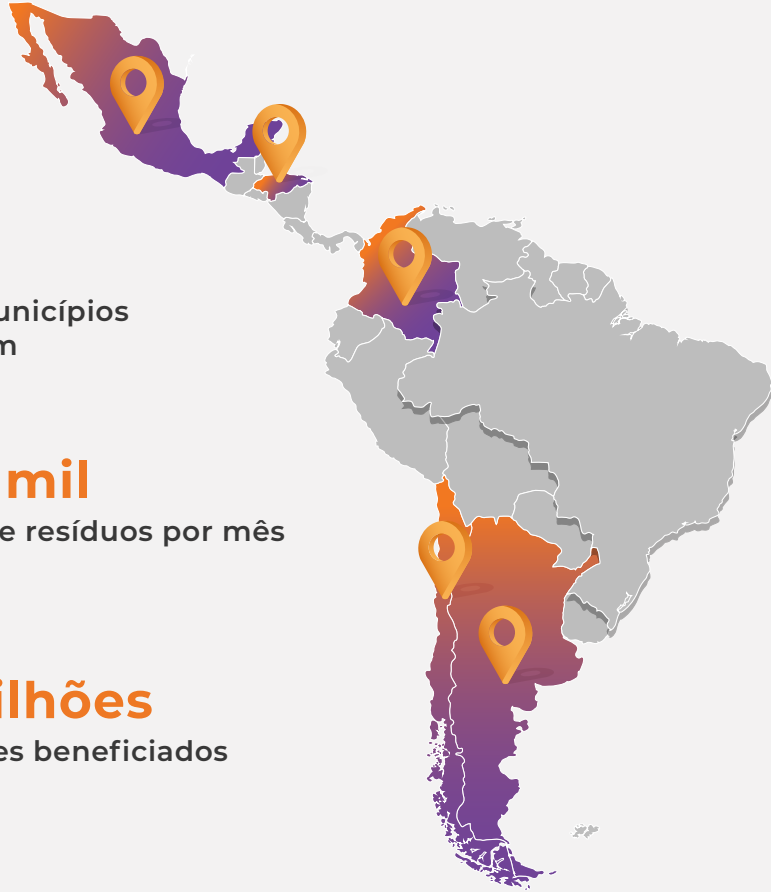 unicípios
m
mil
e resíduos por mês
ilhões
es beneficiados